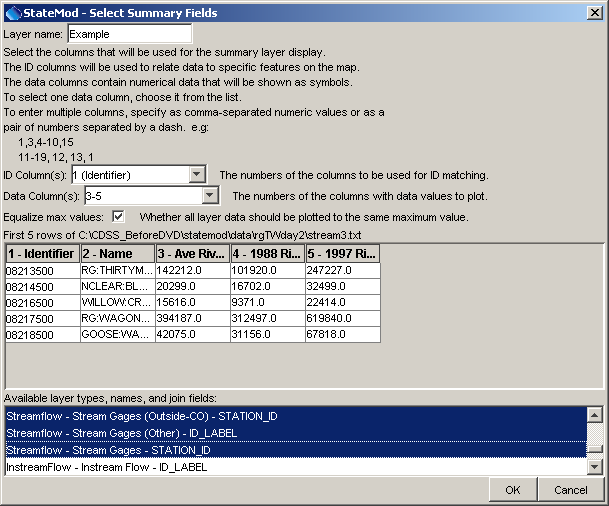 StateMod - Select Summary Fields
Layer name: Example
Select the columns that will be used for the summary layer display.
The ID columns will be used to relate data to specific features on the map.
The data columns contain numerical data that will be shown as symbols.
To select one data column, choose it from the list.
To enter multiple columns, specify as comma-separated numeric values or as a
pair of numbers separated by a dash. e.g:
1,3,4-10,15
11-19, 12, 13, 1
ID Column(s): 1 (Identifier) The numbers of the columns to be used for ID matching.
Data Column(s): 3-5 The numbers of the columns with data values to plot.
Equalize max values: Whether all layer data should be plotted to the same maximum value.
First 5 rows of C:\CDSS_BeforeDVD\statemod\data\rgTWday2\stream3.txt
1 - Identifier 2 - Name 3 - Ave Riv... 4 - 1988 Ri... 5 - 1997 Ri...
08213500 RG:THIRTYM... 142212.0 101920.0 247227.0
08214500 NCLEAR:BL... 20299.0 16702.0 32499.0
08216500 WILLOW:CR... 15616.0 9371.0 22414.0
08217500 RG:WAGON... 394187.0 312497.0 619840.0
08218500 GOOSE:WA... 42075.0 31156.0 67818.0
Available layer types, names, and join fields:
Streamflow - Stream Gages (Outside-CO) - STATION_ID
Streamflow - Stream Gages (Other) - ID_LABEL
Streamflow - Stream Gages - STATION_ID
InstreamFlow - Instream Flow - ID_LABEL
OK Cancel